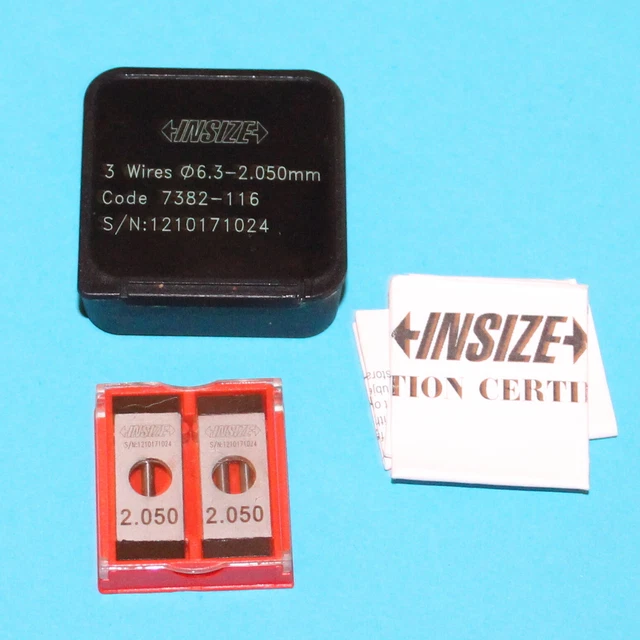 INSIZE
3 Wires Ø6.3-2.050mm
Code 7382-116
S/N:1210171024
INSIZE
TION CERTI
INSIZE
S/N:1210171024
2.050
INSIZE
S/N:1210171024
2.050